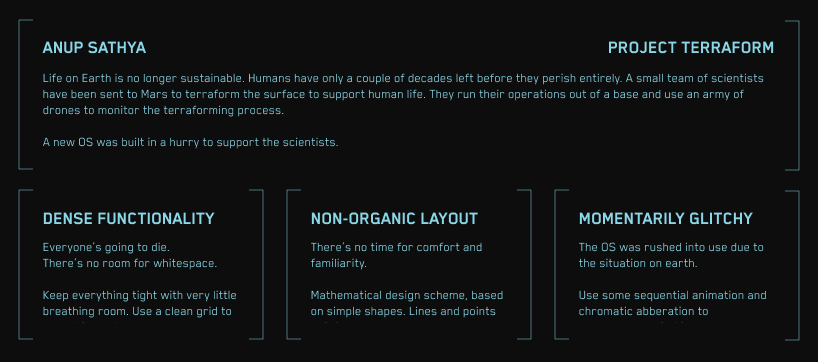 ANUP SATHYA
PROJECT TERRAFORM
Life on Earth is no longer sustainable. Humans have only a couple of decades left before they perish entirely. A small team of scientists
have been sent to Mars to terraform the surface to support human life. They run their operations out of a base and use an army of
drones to monitor the terraforming process.
A new OS was built in a hurry to support the scientists.
DENSE FUNCTIONALITY
Everyone's going to die.
There's no room for whitespace.
Keep everything tight with very little
breathing room. Use a clean grid to
NON-ORGANIC LAYOUT
There's no time for comfort and
familiarity.
Mathematical design scheme, based
on simple shapes. Lines and points
MOMENTARILY GLITCHY
The OS was rushed into use due to
the situation on earth.
Use some sequential animation and
chromatic abberation to